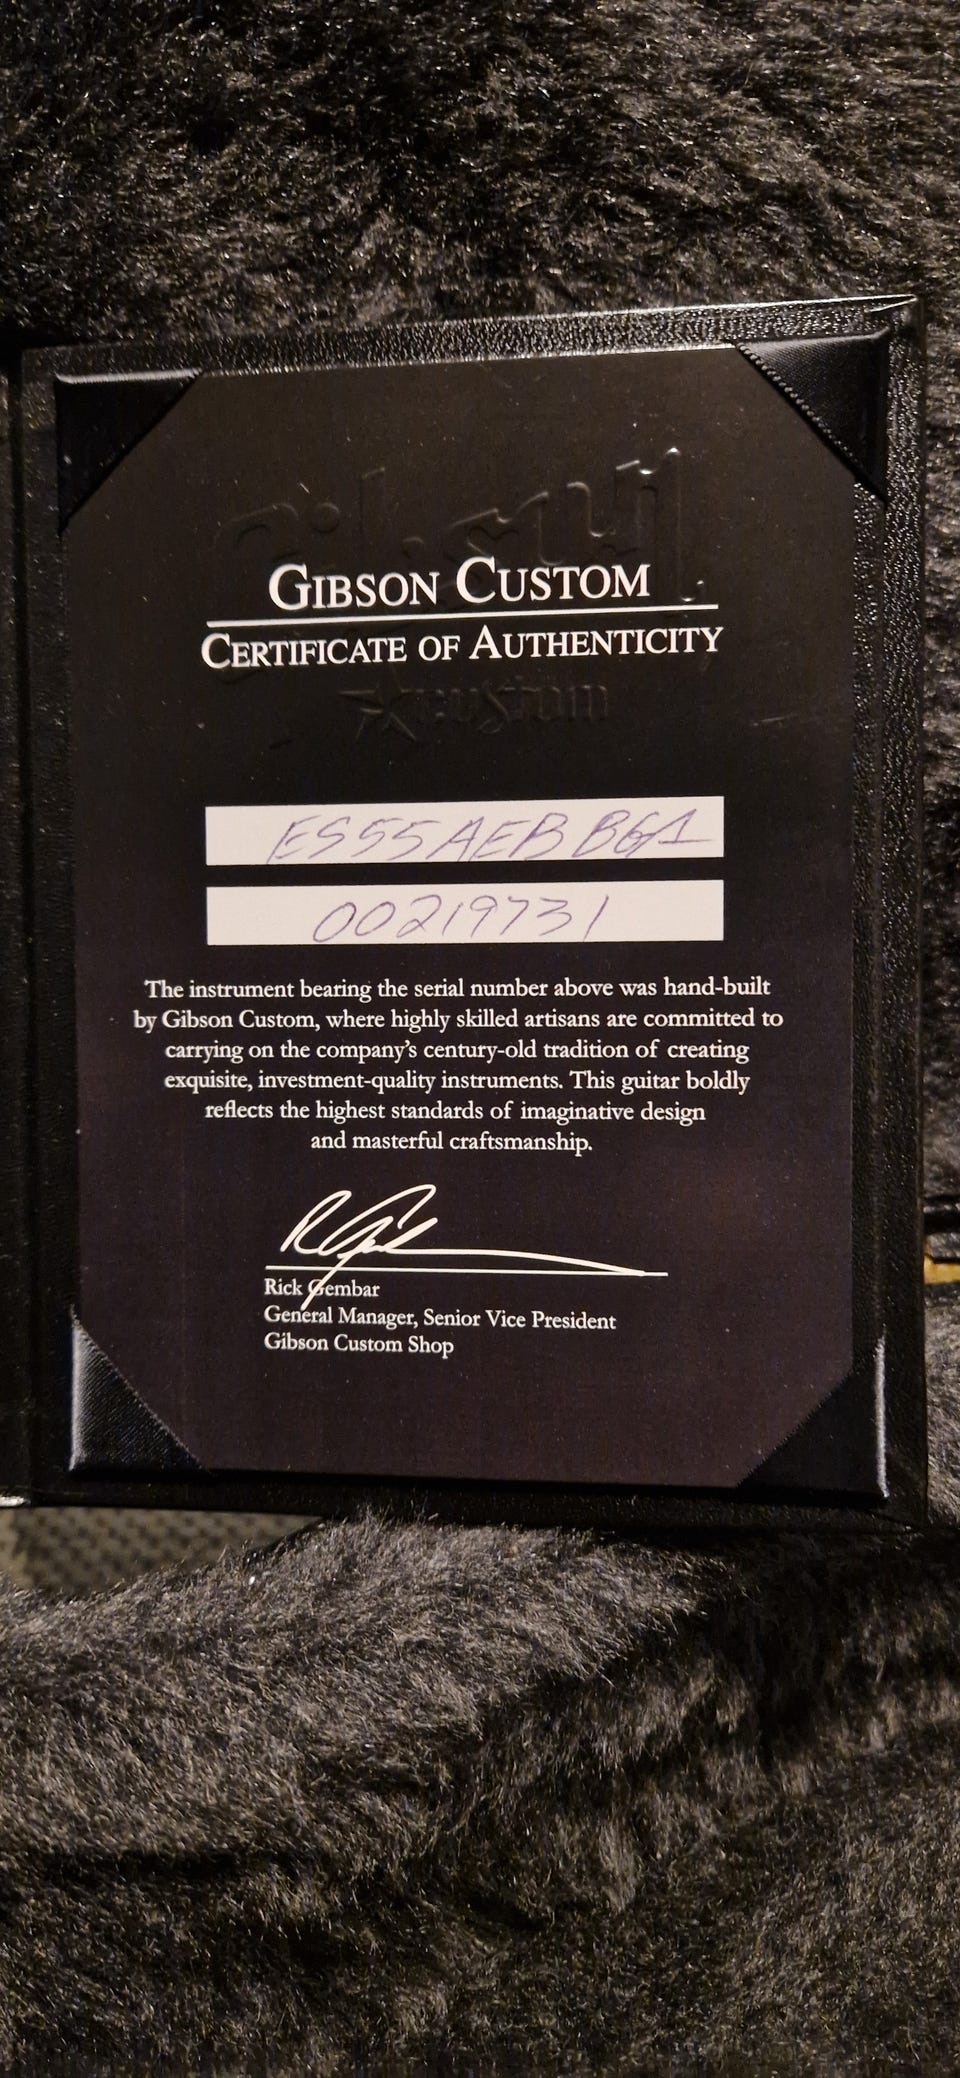 Gibson
GIBSON CUSTOM
CERTIFICATE OF AUTHENTICITY
custom
ES55AEBBG1
00219731
The instrument bearing the serial number above was hand-built
by Gibson Custom, where highly skilled artisans are committed to
carrying on the company's century-old tradition of creating
exquisite, investment-quality instruments. This guitar boldly
reflects the highest standards of imaginative design
and masterful craftsmanship.
Rick Gembar
General Manager, Senior Vice President
Gibson Custom Shop